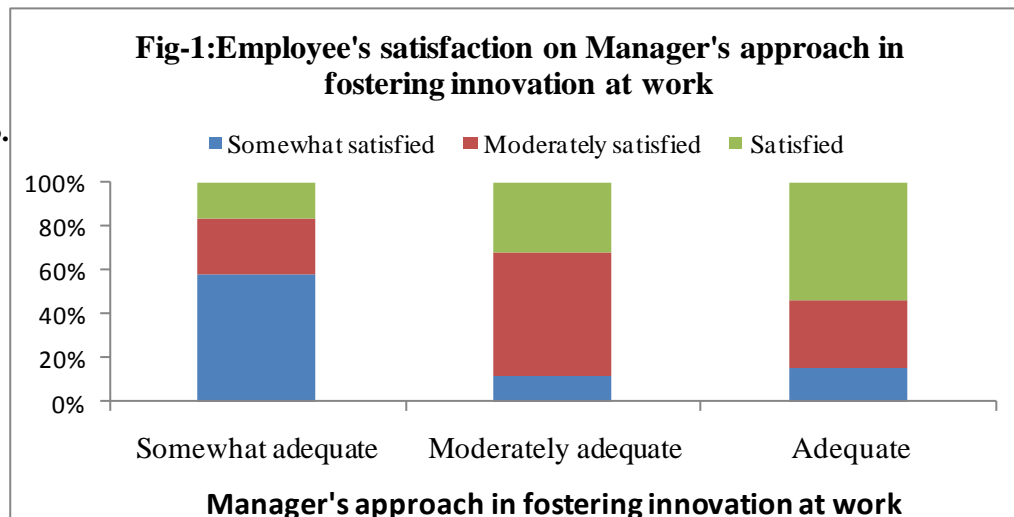 Fig-1:Employee's satisfaction on Manager's approach in
fostering innovation at work
Somewhat satisfied Moderately satisfied Satisfied
100%
80%
60%
40%
20%
0%
Somewhat adequate Moderately adequate Adequate
Manager's approach in fostering innovation at work